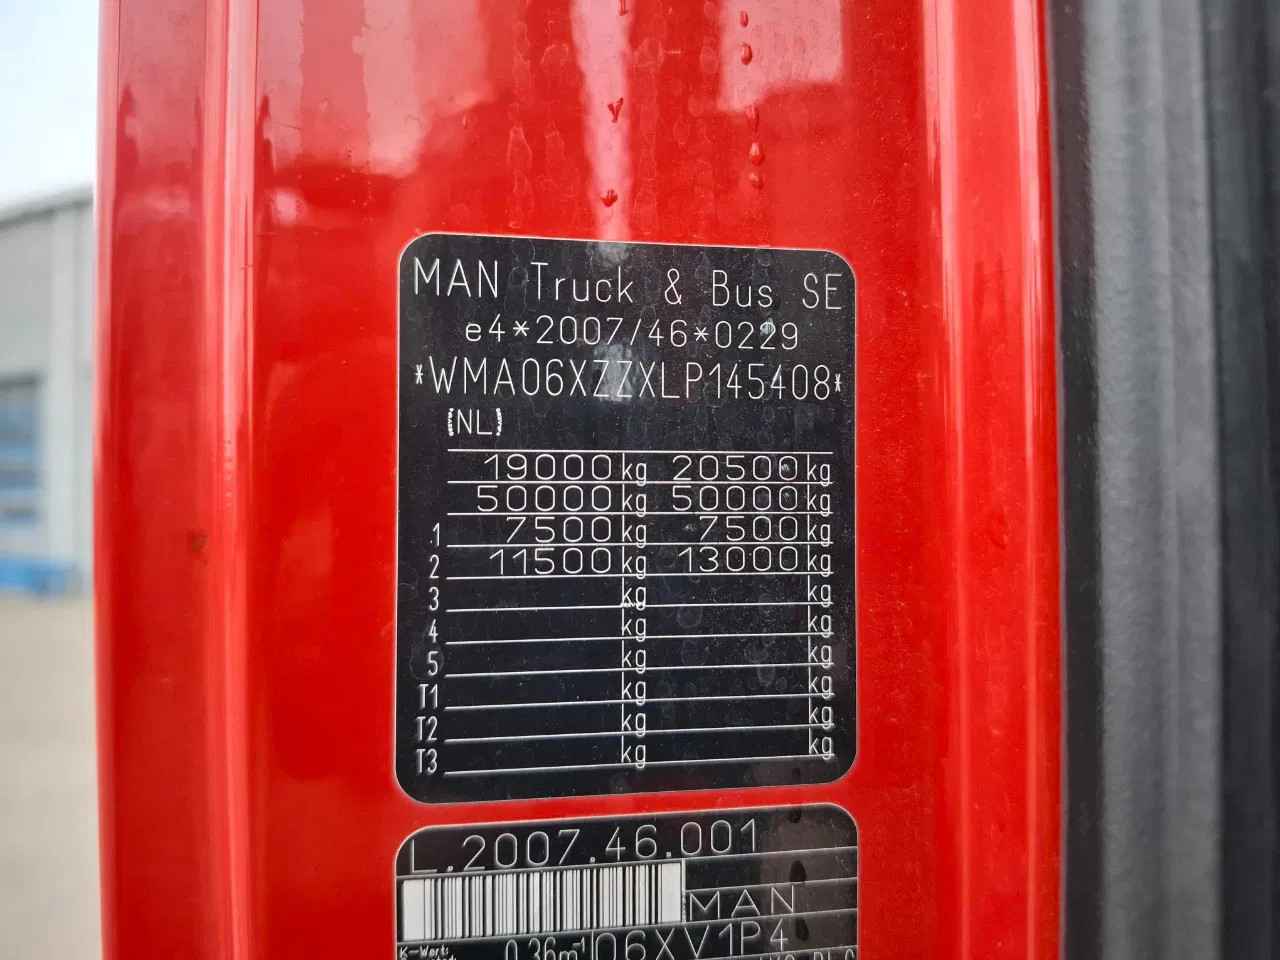 MAN Truck & Bus SE
e4*2007/46*0229
*WMA06XZZXLP145408*
(NL)
19000 kg 20500 kg
50000 kg 50000 kg
1 7500 kg 7500 kg
2 11500 kg 13000 kg
3 kg kg
4 kg kg
5 kg kg
T1 kg kg
T2 kg kg
T3 kg kg
L.2007.46.001
MAN
K-Wert: 0.36m-1 06XV1P4